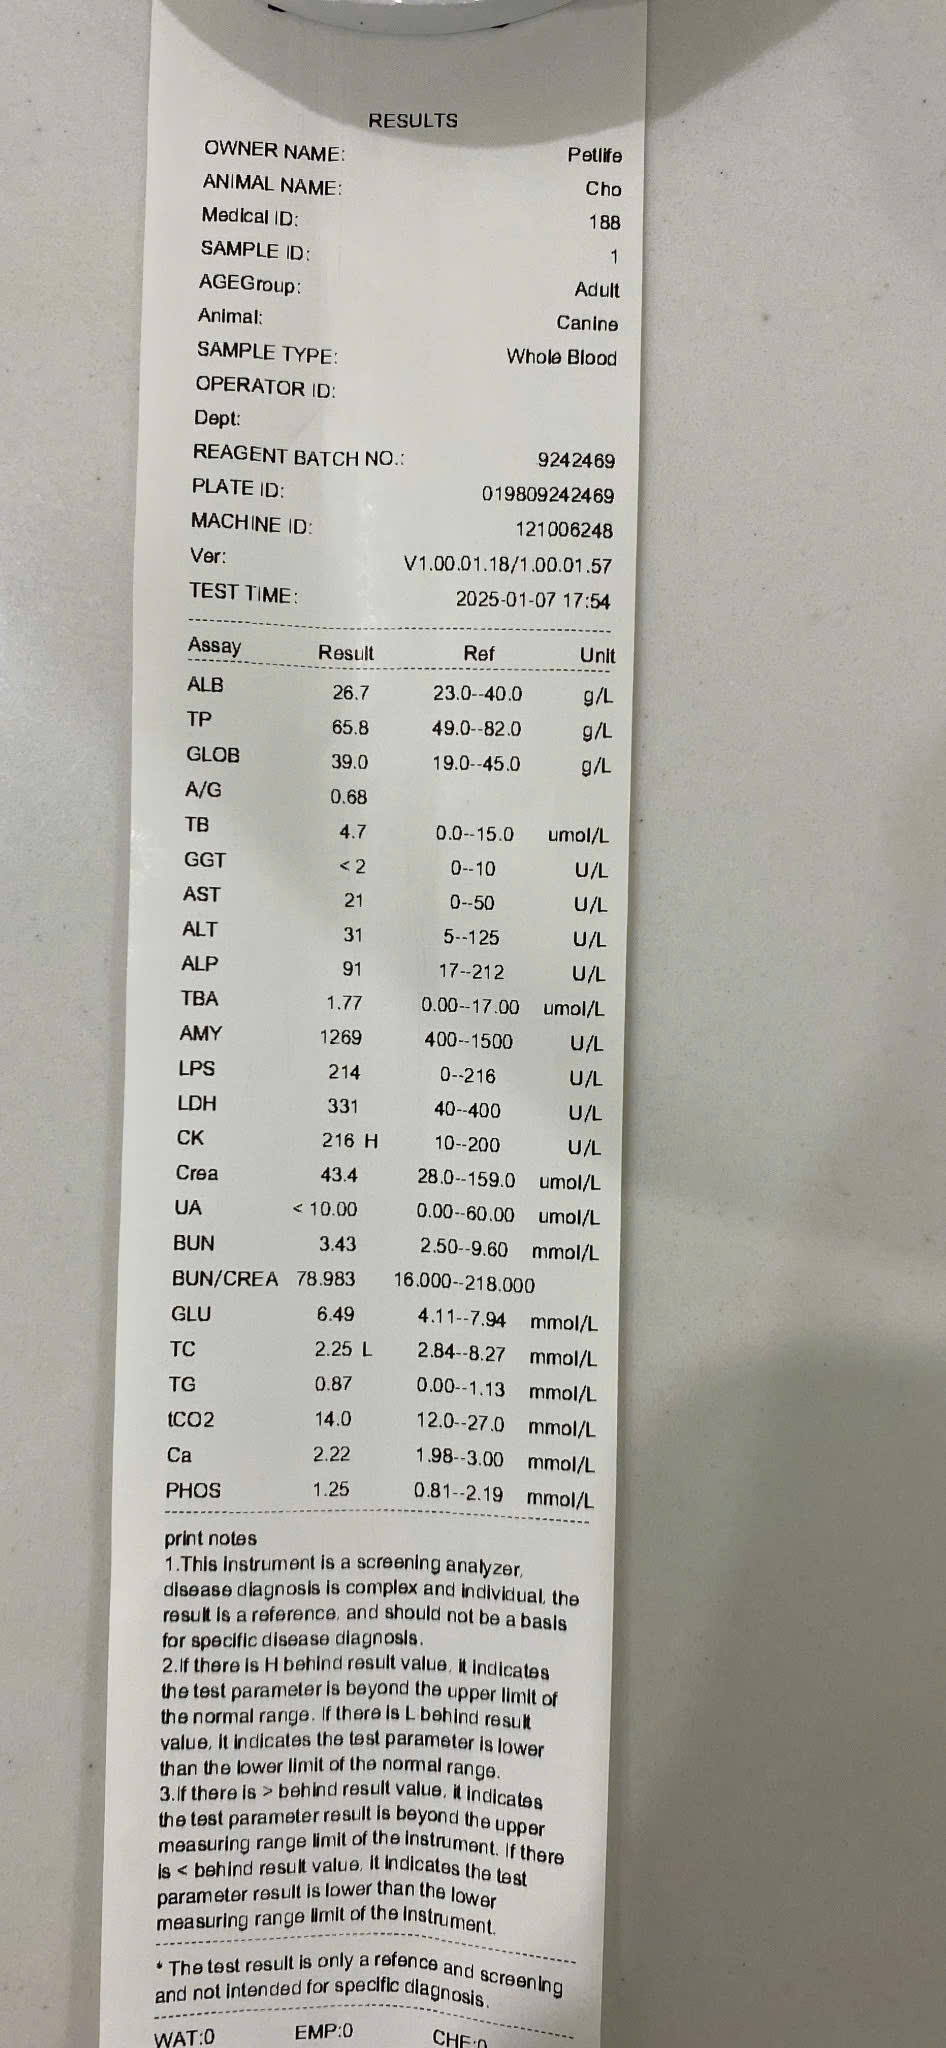 RESULTS
OWNER NAME: Petlife
ANIMAL NAME: Cho
Medical ID: 188
SAMPLE ID: 1
AGEGroup: Adult
Animal: Canine
SAMPLE TYPE: Whole Blood
OPERATOR ID:
Dept:
REAGENT BATCH NO.: 9242469
PLATE ID: 019809242469
MACHINE ID: 121006248
Ver: V1.00.01.18/1.00.01.57
TEST TIME: 2025-01-07 17:54
Assay Result Ref Unit
ALB 26.7 23.0--40.0 g/L
TP 65.8 49.0--82.0 g/L
GLOB 39.0 19.0--45.0 g/L
A/G 0.68
TB 4.7 0.0--15.0 umol/L
GGT < 2 0--10 U/L
AST 21 0--50 U/L
ALT 31 5--125 U/L
ALP 91 17--212 U/L
TBA 1.77 0.00--17.00 umol/L
AMY 1269 400--1500 U/L
LPS 214 0--216 U/L
LDH 331 40--400 U/L
CK 216 H 10--200 U/L
Crea 43.4 28.0--159.0 umol/L
UA < 10.00 0.00--60.00 umol/L
BUN 3.43 2.50--9.60 mmol/L
BUN/CREA 78.983 16.000--218.000
GLU 6.49 4.11--7.94 mmol/L
TC 2.25 L 2.84--8.27 mmol/L
TG 0.87 0.00--1.13 mmol/L
tCO2 14.0 12.0--27.0 mmol/L
Ca 2.22 1.98--3.00 mmol/L
PHOS 1.25 0.81--2.19 mmol/L
print notes
1.This instrument is a screening analyzer,
disease diagnosis is complex and individual, the
result is a reference, and should not be a basis
for specific disease diagnosis.
2.If there is H behind result value, it indicates
the test parameter is beyond the upper limit of
the normal range. If there is L behind result
value, it indicates the test parameter is lower
than the lower limit of the normal range.
3.If there is > behind result value, it indicates
the test parameter result is beyond the upper
measuring range limit of the instrument. If there
is < behind result value, it indicates the test
parameter result is lower than the lower
measuring range limit of the instrument.
* The test result is only a refence and screening
and not intended for specific diagnosis.
WAT:0 EMP:0